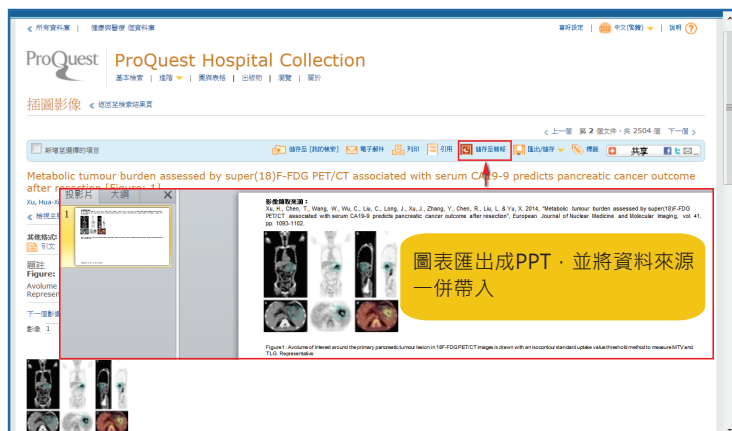 所有資料庫 | 健康與醫療 個資料庫
喜好設定 | 中文(繁體) | 說明 ?
ProQuest
ProQuest Hospital Collection
基本檢索 | 進階 | 圖與表格 | 出版物 | 瀏覽 | 關於
插圖影像 « 返回至檢索結果頁
< 上一個 第 2 個文件,共 2504 個 下一個 >
新增至選擇的項目
儲存至 [我的檢索] 電子郵件 列印 引用 儲存至簡報 匯出/儲存 標籤 共享
Metabolic tumour burden assessed by super(18)F-FDG PET/CT associated with serum CA19-9 predicts pancreatic cancer outcome
after resection [Figure: 1]
Xu, Hua-Xi
« 檢視主
其他格式:
引文
題註
Figure:
Avolume
Represen
下一個影像
影像 1
投影片 大綱 X
1
影像擷取來源:
Xu, H., Chen, T., Wang, W., Wu, C., Liu, C., Long, J., Xu, J., Zhang, Y., Chen, R., Liu, L. & Yu, X. 2014, "Metabolic tumour burden assessed by super(18)F-FDG
PET/CT associated with serum CA19-9 predicts pancreatic cancer outcome after resection", European Journal of Nuclear Medicine and Molecular Imaging, vol. 41,
pp. 1093-1102.
圖表匯出成PPT,並將資料來源
一併帶入
Figure 1: Avolume of interest around the primary pancreatic tumour lesion in 18F-FDG PET/CT images is drawn with an isocontour standard uptake value threshold method to measure MTV and
TLG. Representative